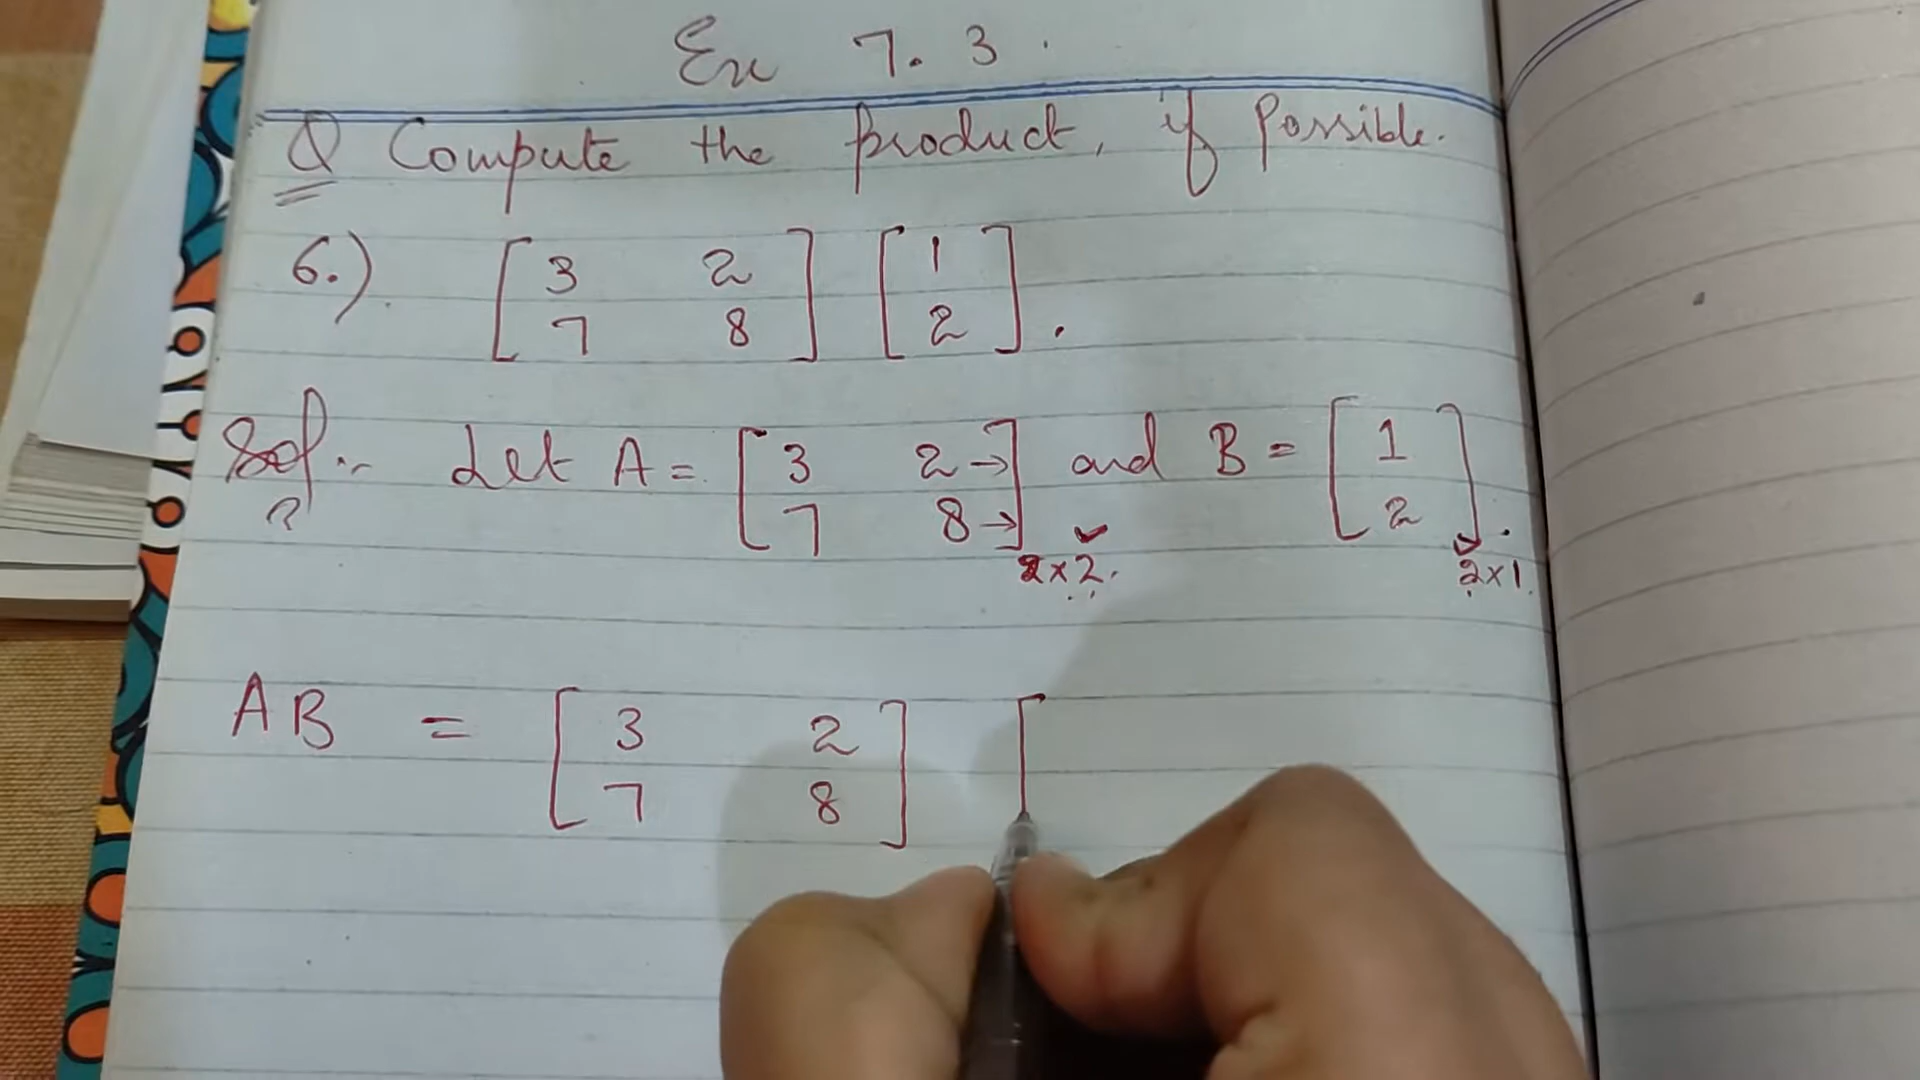 Ex 7.3.
Q Compute the product, if Possible.
6.) [3 2
7 8] [1
2].
Sol:- Let A = [3 2→
7 8→] 2×2. and B = [1
2] 2×1.
AB = [3 2
7 8] [